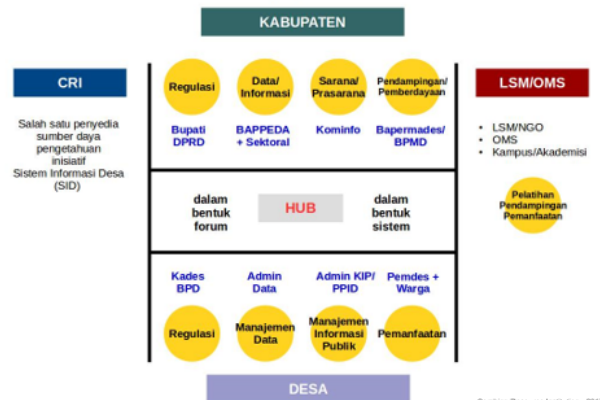 KABUPATEN
CRI
Salah satu penyedia
sumber daya
pengetahuan
inisiatif
Sistem Informasi Desa
(SID)
Regulasi
Data/
Informasi
Sarana/
Prasarana
Pendampingan/
Pemberdayaan
Bupati
DPRD
BAPPEDA
+ Sektoral
Kominfo
Bapermades/
BPMD
dalam
bentuk
forum
HUB
dalam
bentuk
sistem
Kades
BPD
Admin
Data
Admin KIP/
PPID
Pemdes +
Warga
Regulasi
Manajemen
Data
Manajemen
Informasi
Publik
Pemanfaatan
DESA
LSM/OMS
• LSM/NGO
• OMS
• Kampus/Akademisi
Pelatihan
Pendampingan
Pemanfaatan